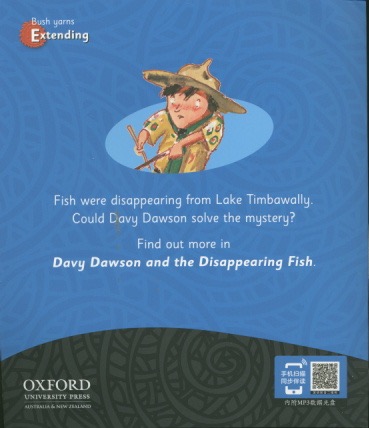 Bush yarns
Extending
Fish were disappearing from Lake Timbawally.
Could Davy Dawson solve the mystery?
Find out more in
Davy Dawson and the Disappearing Fish.
手机扫描
同步伴读
OXFORD
UNIVERSITY PRESS
AUSTRALIA & NEW ZEALAND
内附MP3数据光盘